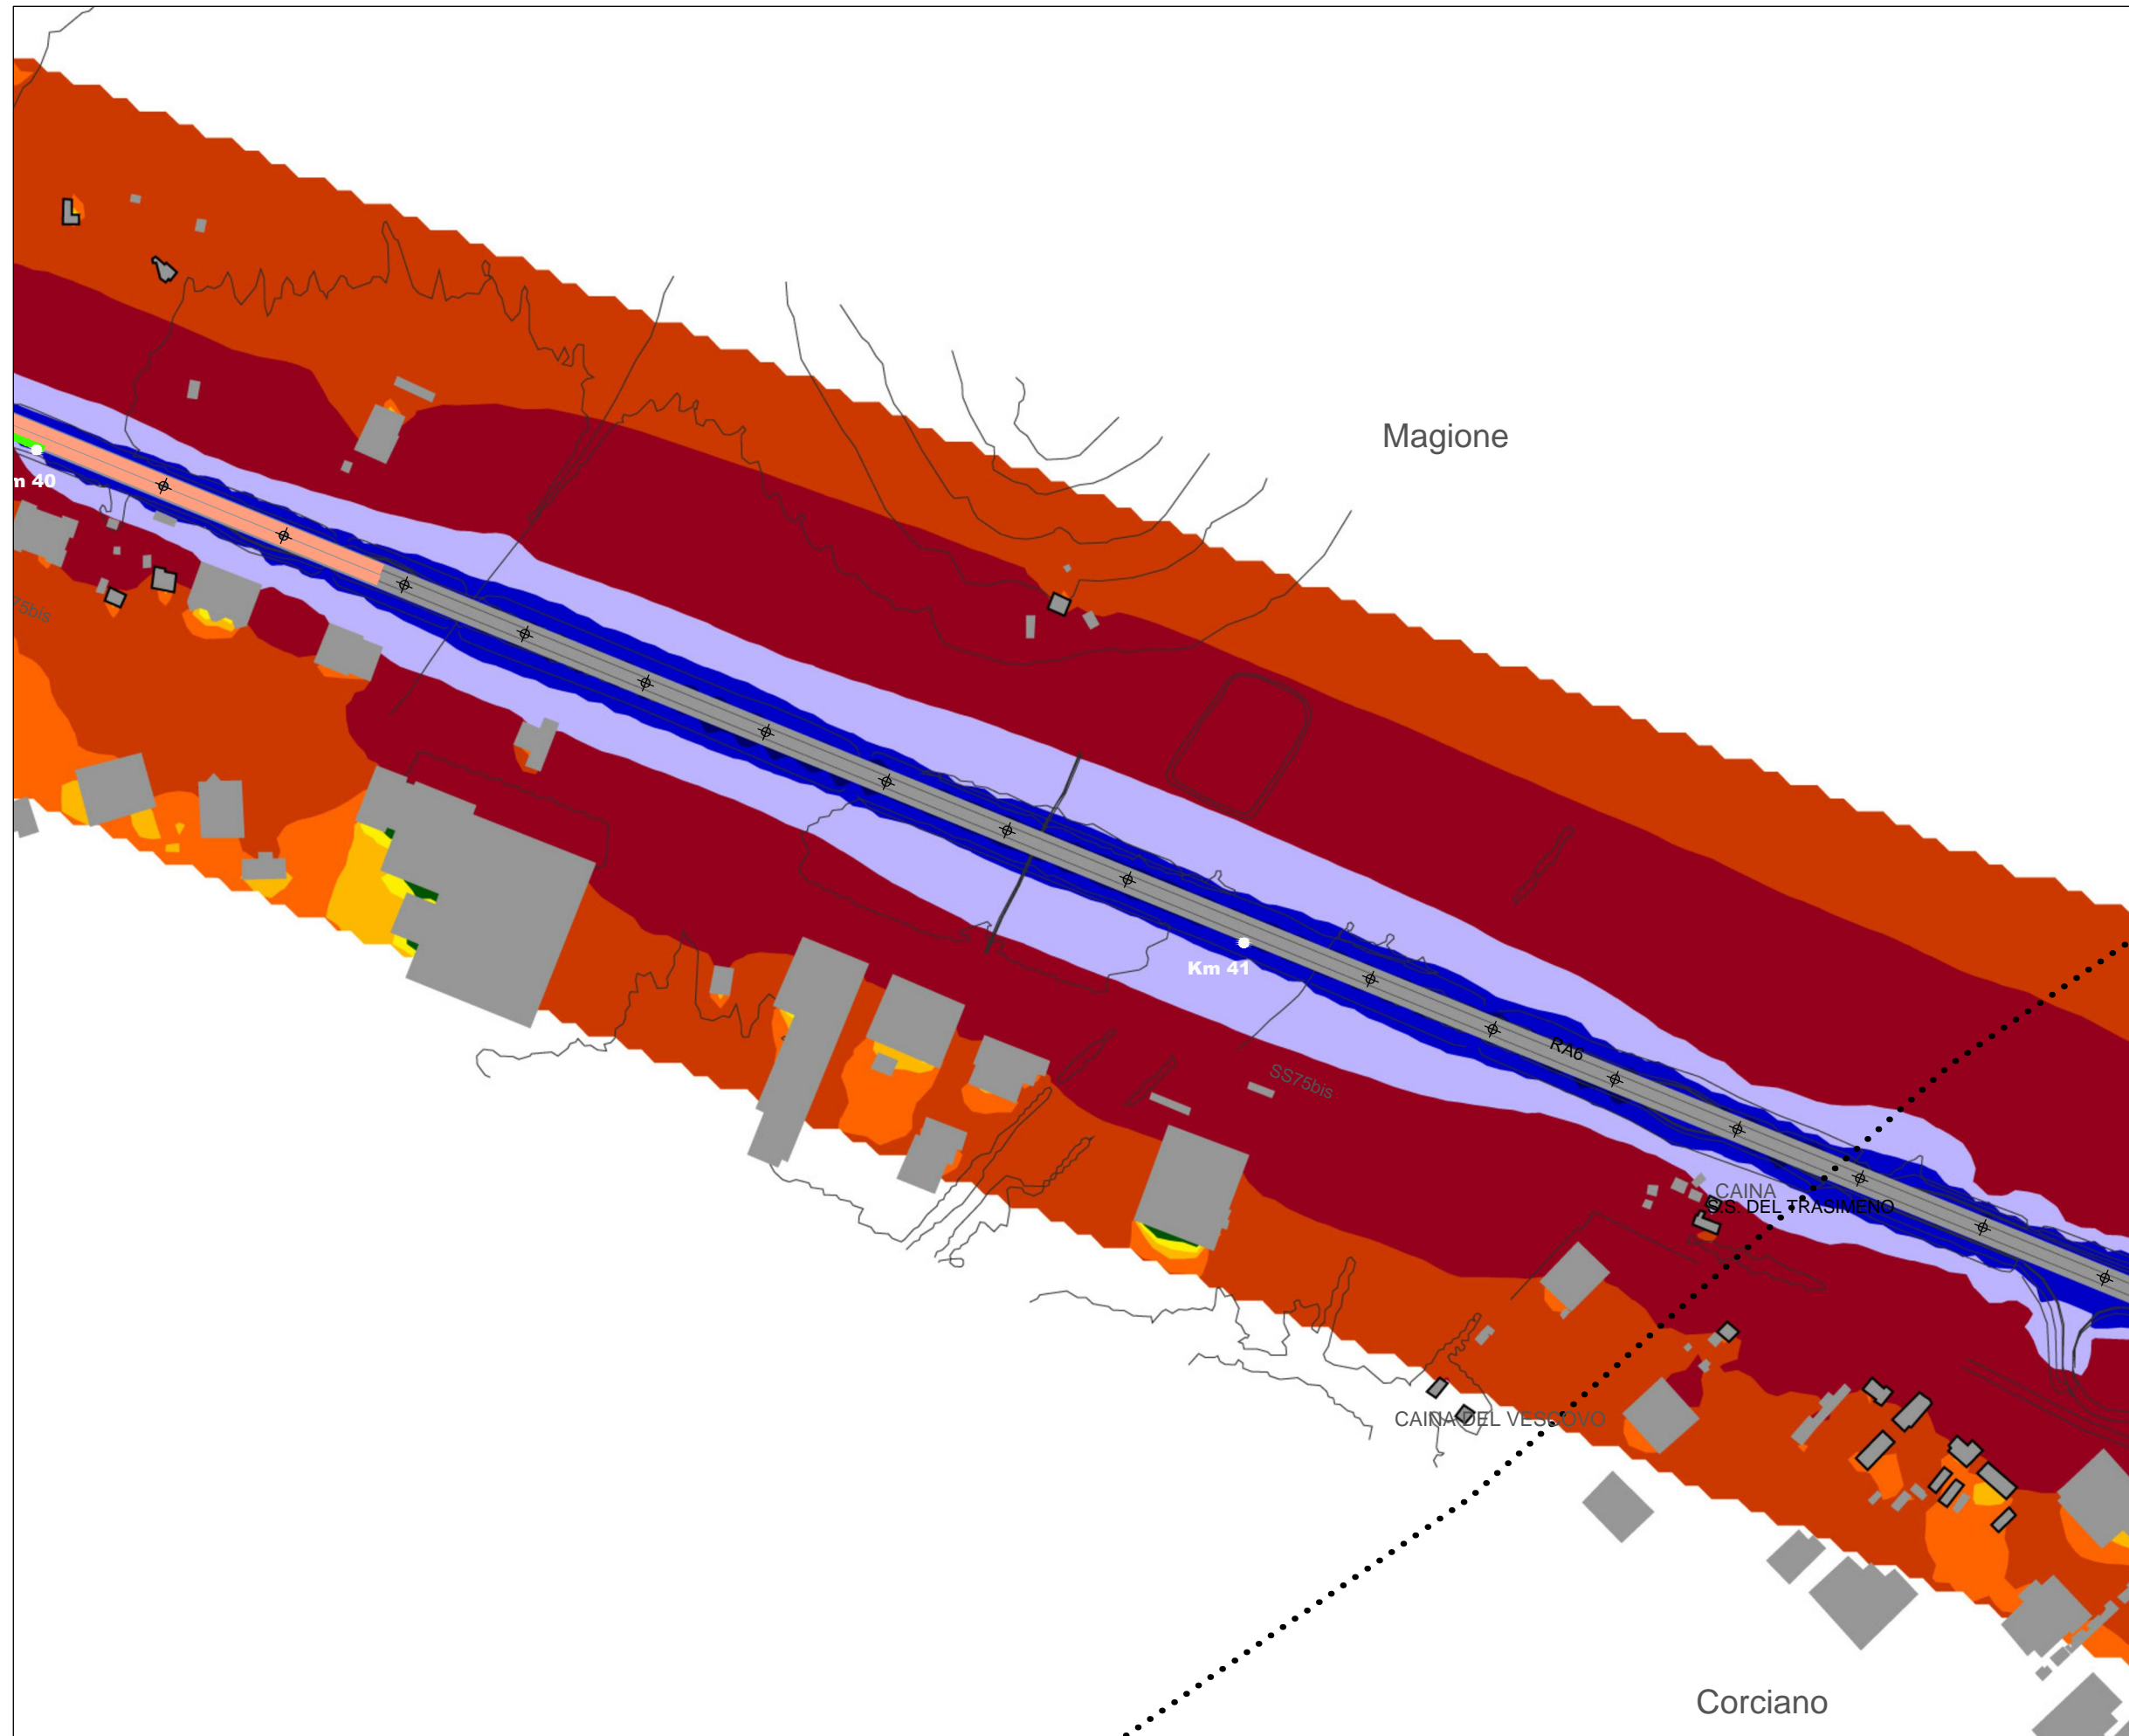 Magione
m 40
75bis
Km 41
RA6
SS75bis
CAINA
S.S. DEL TRASIMENO
CAINA DEL VESCOVO
Corciano